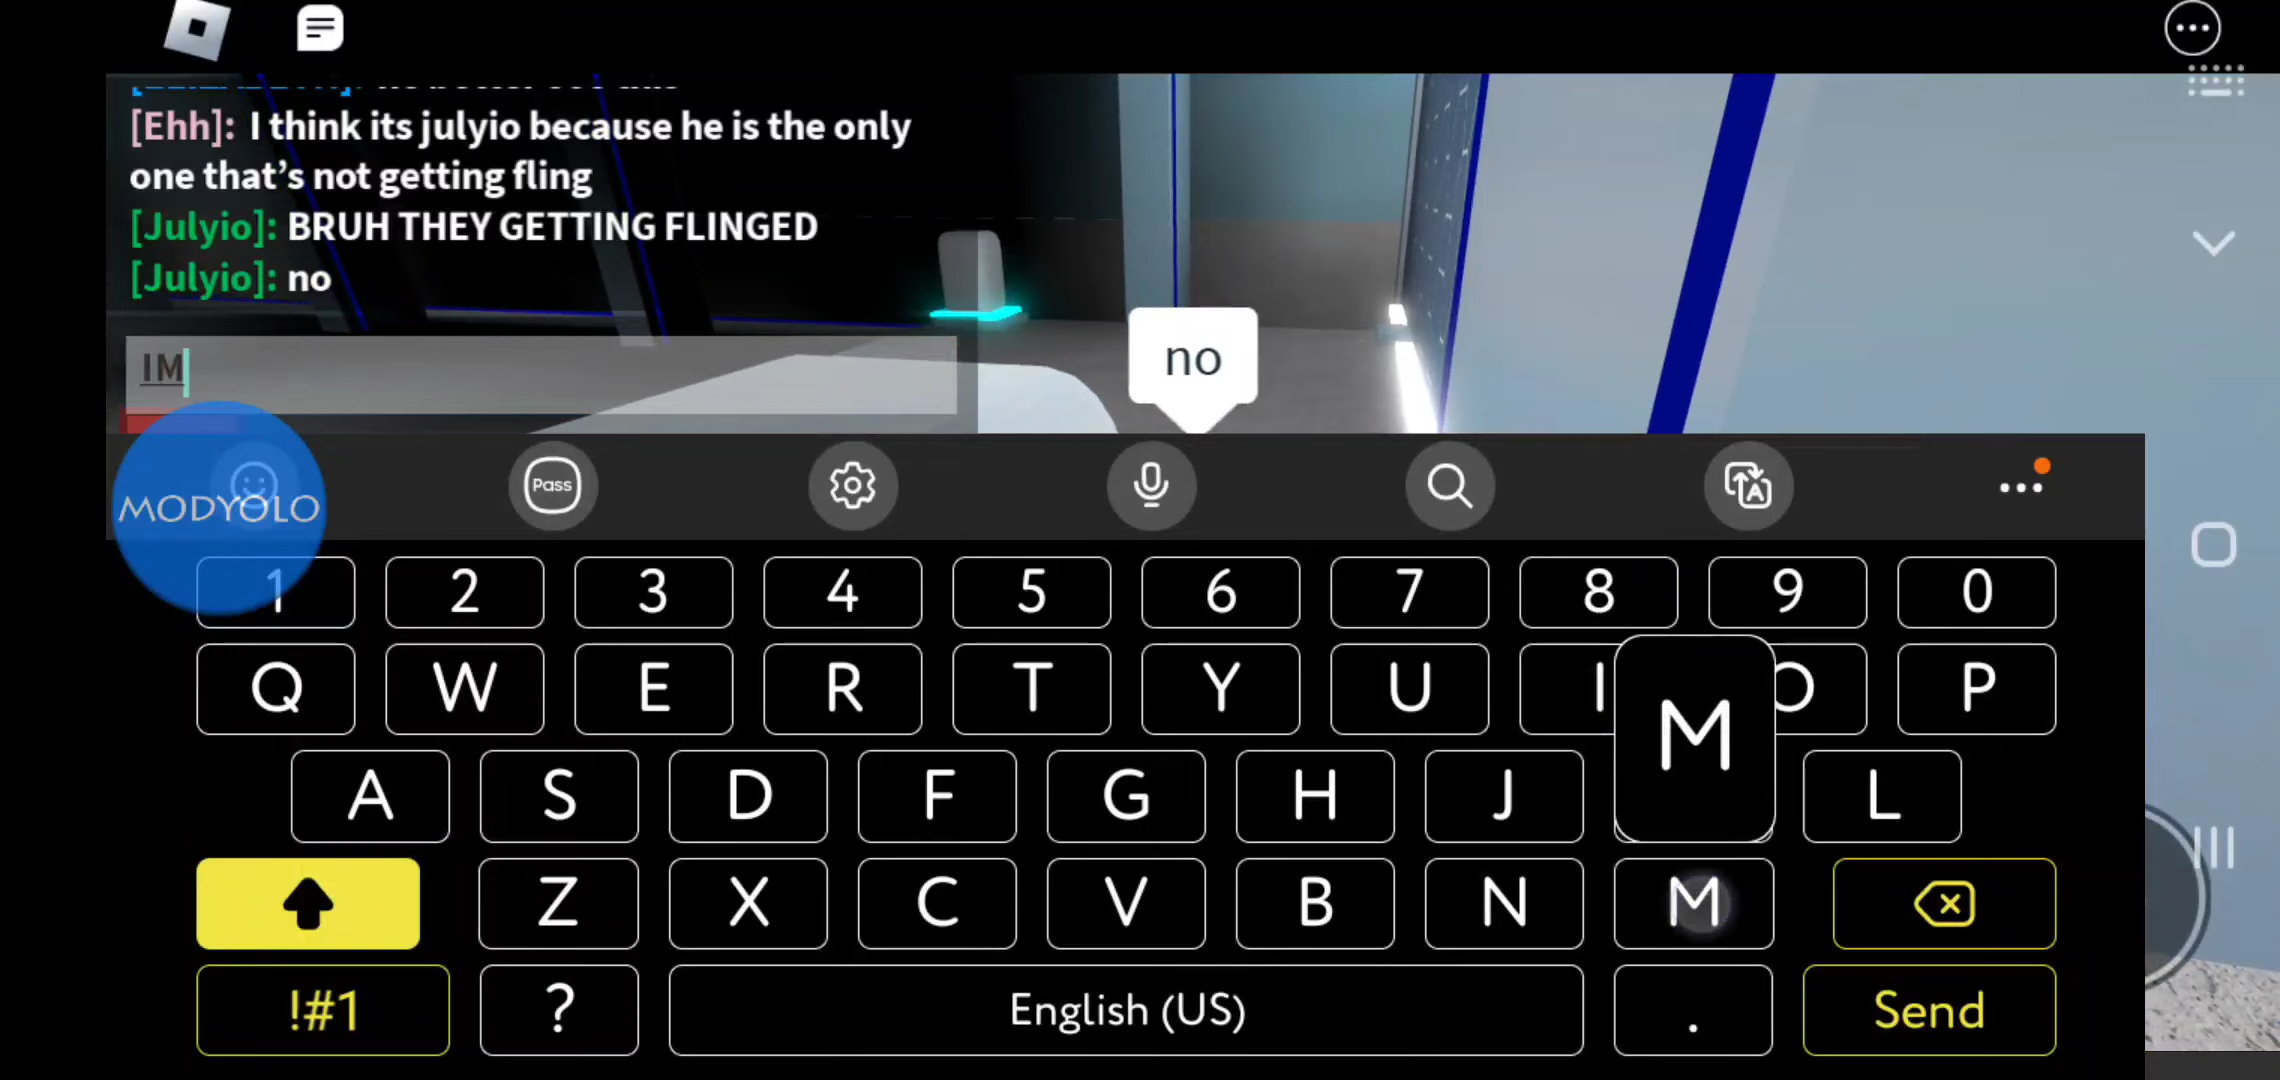 [Ehh]: I think its julyio because he is the only
one that’s not getting fling
[Julyio]: BRUH THEY GETTING FLINGED
[Julyio]: no
IM
no
MODYOLO
Pass
A
1 2 3 4 5 6 7 8 9 0
Q W E R T Y U I O P
M
A S D F G H J L
Z X C V B N M
!#1 ? English (US) . Send